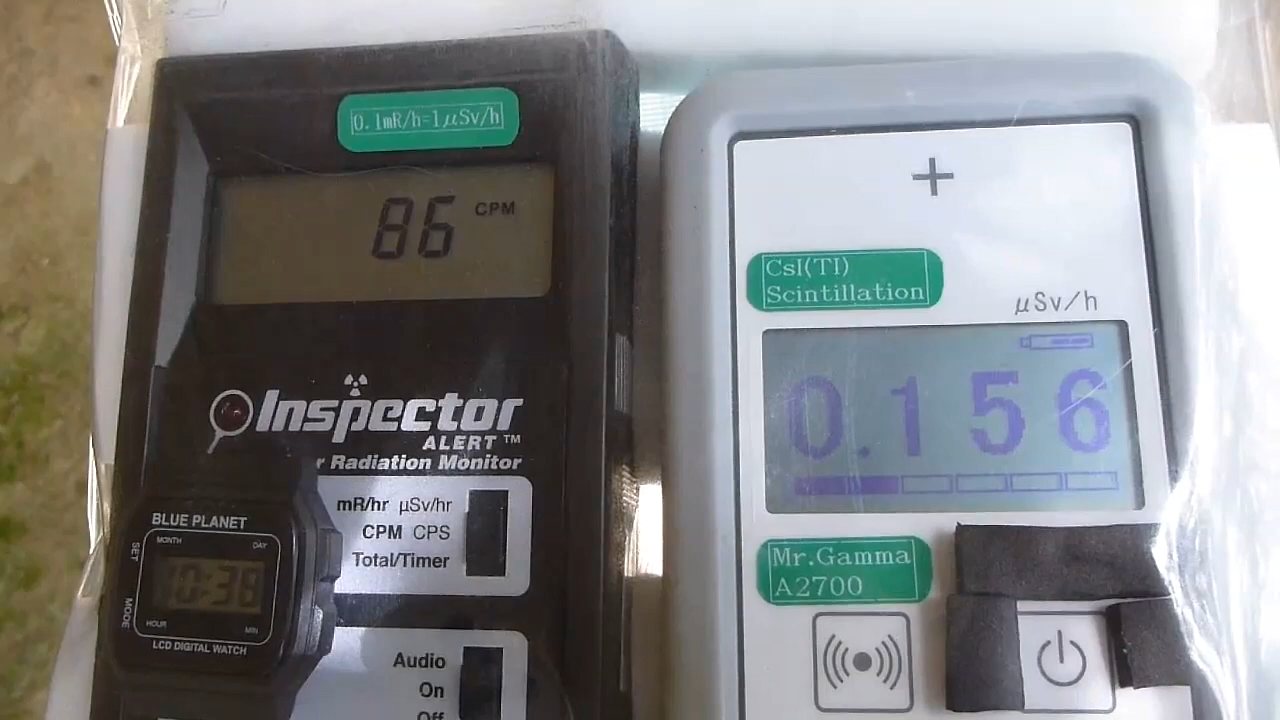 0.1mR/h=1μSv/h
86 CPM
Inspector
ALERT™
r Radiation Monitor
mR/hr μSv/hr
CPM CPS
Total/Timer
BLUE PLANET
MONTH DAY
SET
10:38
MODE
HOUR MIN
LCD DIGITAL WATCH
Audio
On
Off
+
CsI(Tl)
Scintillation
μSv/h
0.156
Mr.Gamma
A2700